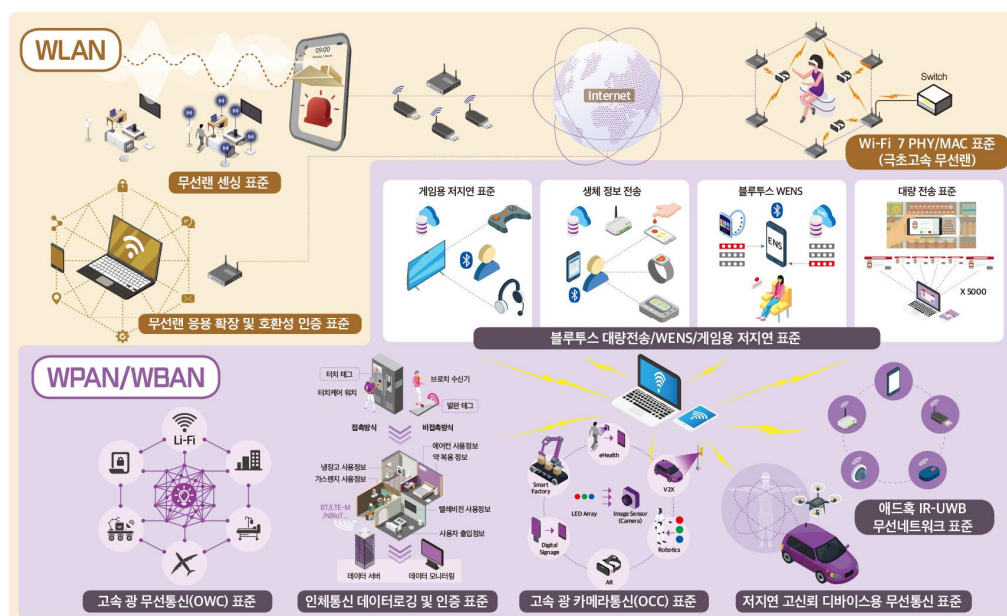 WLAN
09:00
무선랜 센싱 표준
Internet
Switch
Wi-Fi 7 PHY/MAC 표준
(극초고속 무선랜)
무선랜 응용 확장 및 호환성 인증 표준
게임용 저지연 표준
생체 정보 전송
블루투스 WENS
ENS
대량 전송 표준
X 5000
블루투스 대량전송/WENS/게임용 저지연 표준
WPAN/WBAN
Li-Fi
고속 광 무선통신(OWC) 표준
터치 태그
터치케어 워치
브로치 수신기
발판 태그
접촉방식
비접촉방식
에어컨 사용정보
약 복용 정보
냉장고 사용정보
가스렌지 사용정보
텔레비전 사용정보
BT/LTE-M
/NBIoT...
사용자 출입정보
데이터 서버
데이터 모니터링
인체통신 데이터로깅 및 인증 표준
eHealth
Smart
Factory
V2X
LED Array
Image Sensor
(Camera)
Digital
Signage
Robotics
AR
고속 광 카메라통신(OCC) 표준
애드혹 IR-UWB
무선네트워크 표준
저지연 고신뢰 디바이스용 무선통신 표준